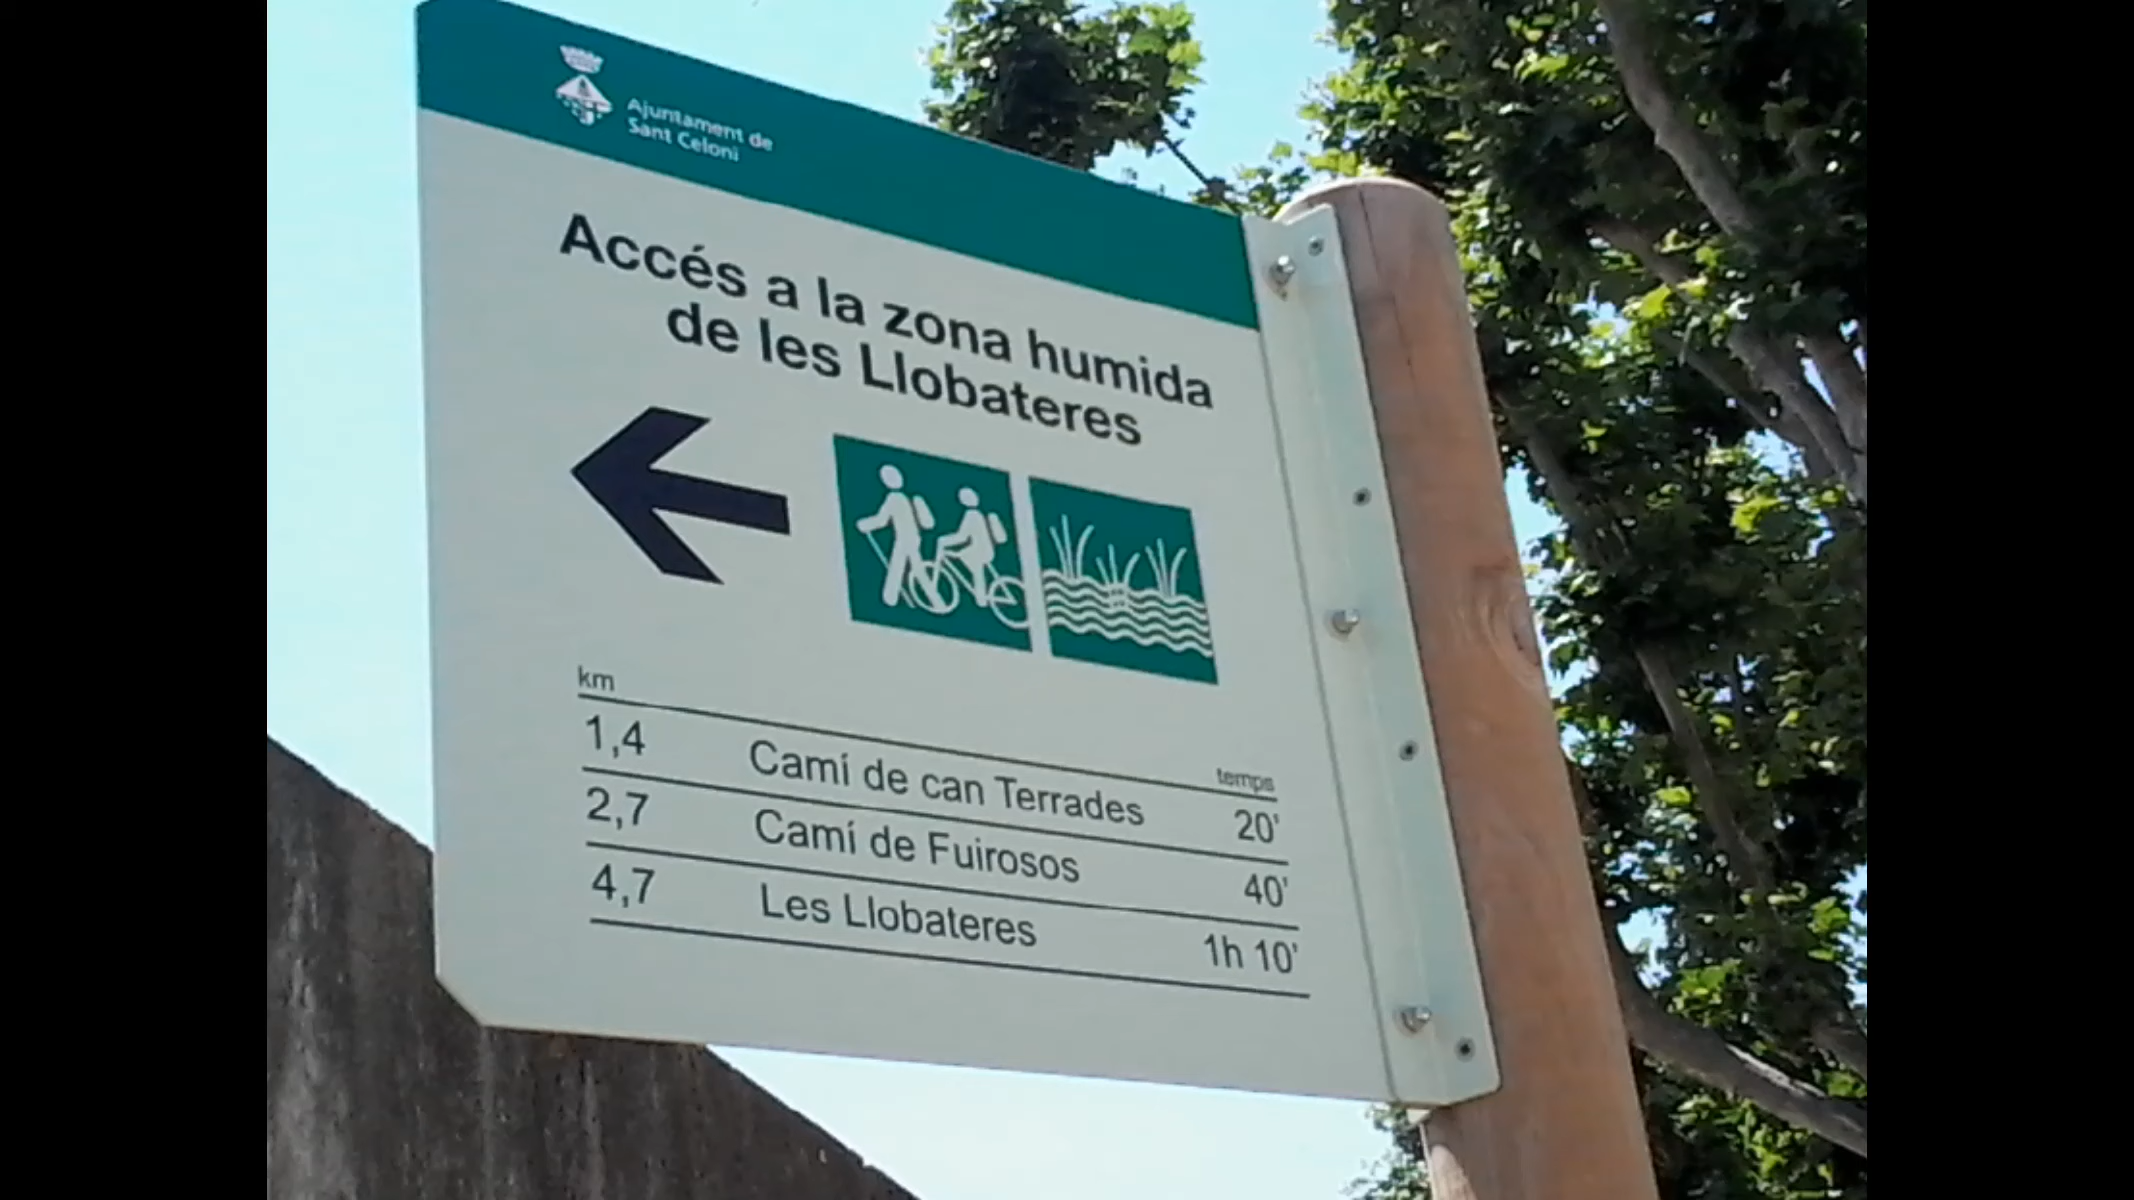 Ajuntament de
Sant Celoni
Accés a la zona humida
de les Llobateres
km
temps
1,4 Camí de can Terrades 20'
2,7 Camí de Fuirosos 40'
4,7 Les Llobateres 1h 10'